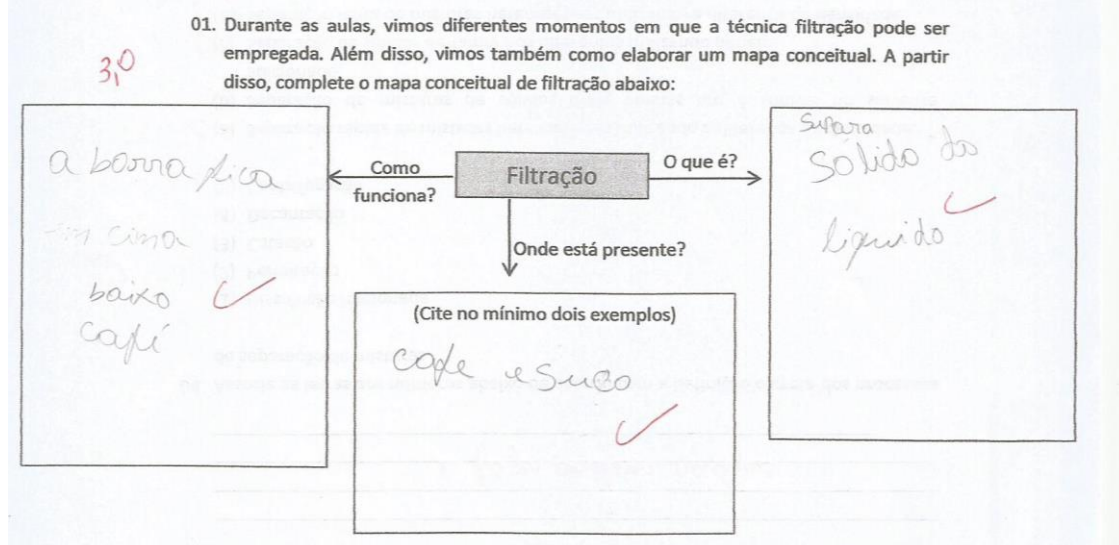 01. Durante as aulas, vimos diferentes momentos em que a técnica filtração pode ser
empregada. Além disso, vimos também como elaborar um mapa conceitual. A partir
disso, complete o mapa conceitual de filtração abaixo:
3,0
a borra fica
em cima
baixo
café
Como
funciona?
Filtração
O que é?
Separa
Solido do
liquido
Onde está presente?
(Cite no mínimo dois exemplos)
cafe e Suco